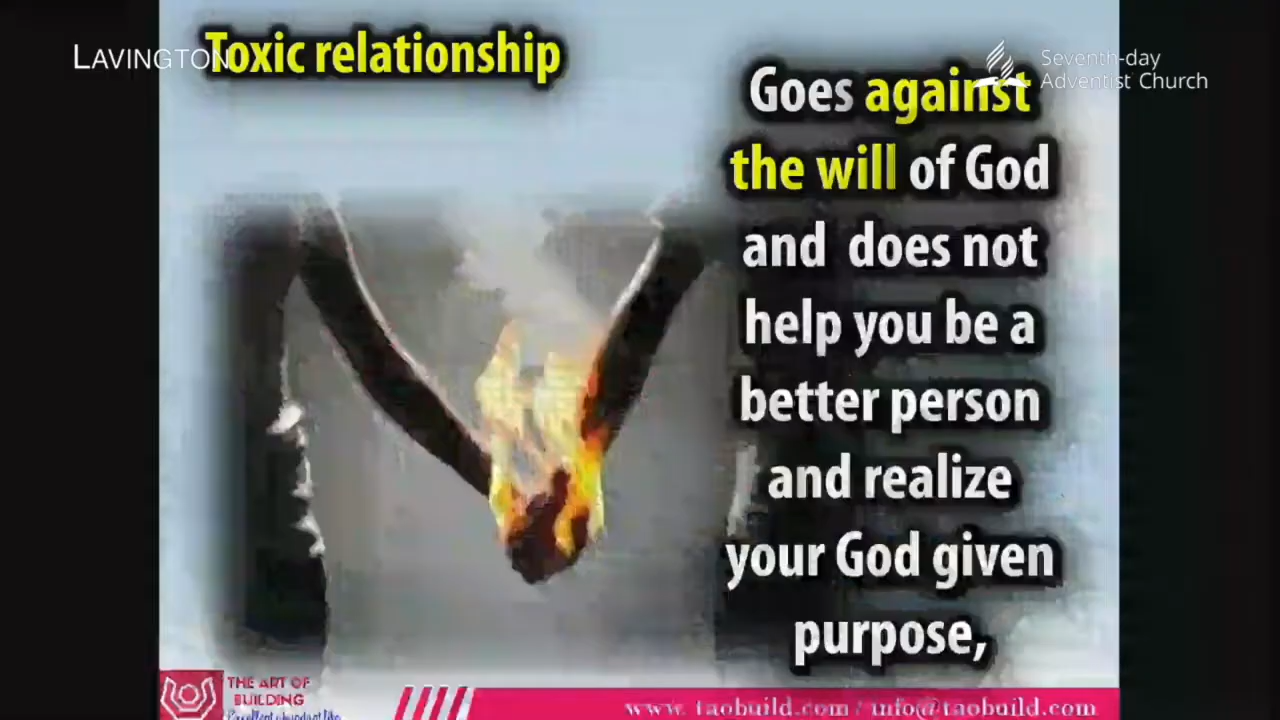 LAVINGTON
Toxic relationship
Seventh-day
Adventist Church
Goes against
the will of God
and does not
help you be a
better person
and realize
your God given
purpose,
THE ART OF
BUILDING
www.taobuild.com / info@taobuild.com